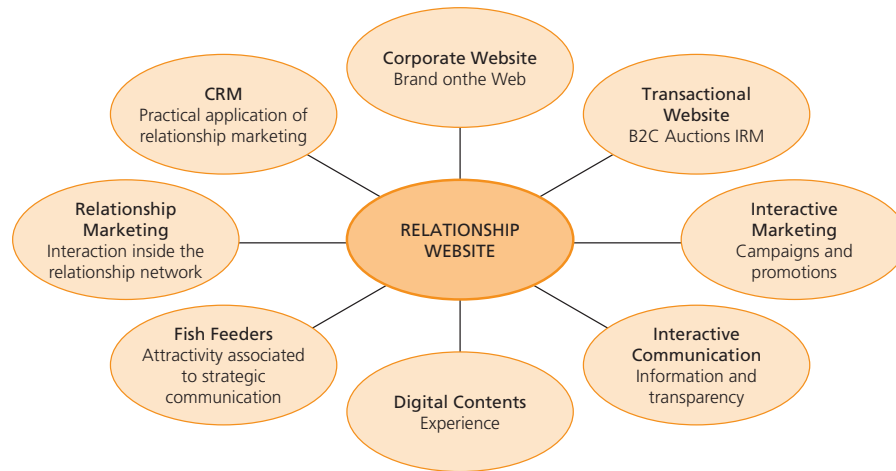 Corporate Website
Brand onthe Web
CRM
Practical application of
relationship marketing
Transactional
Website
B2C Auctions IRM
Relationship
Marketing
Interaction inside the
relationship network
RELATIONSHIP
WEBSITE
Interactive
Marketing
Campaigns and
promotions
Fish Feeders
Attractivity associated
to strategic
communication
Interactive
Communication
Information and
transparency
Digital Contents
Experience